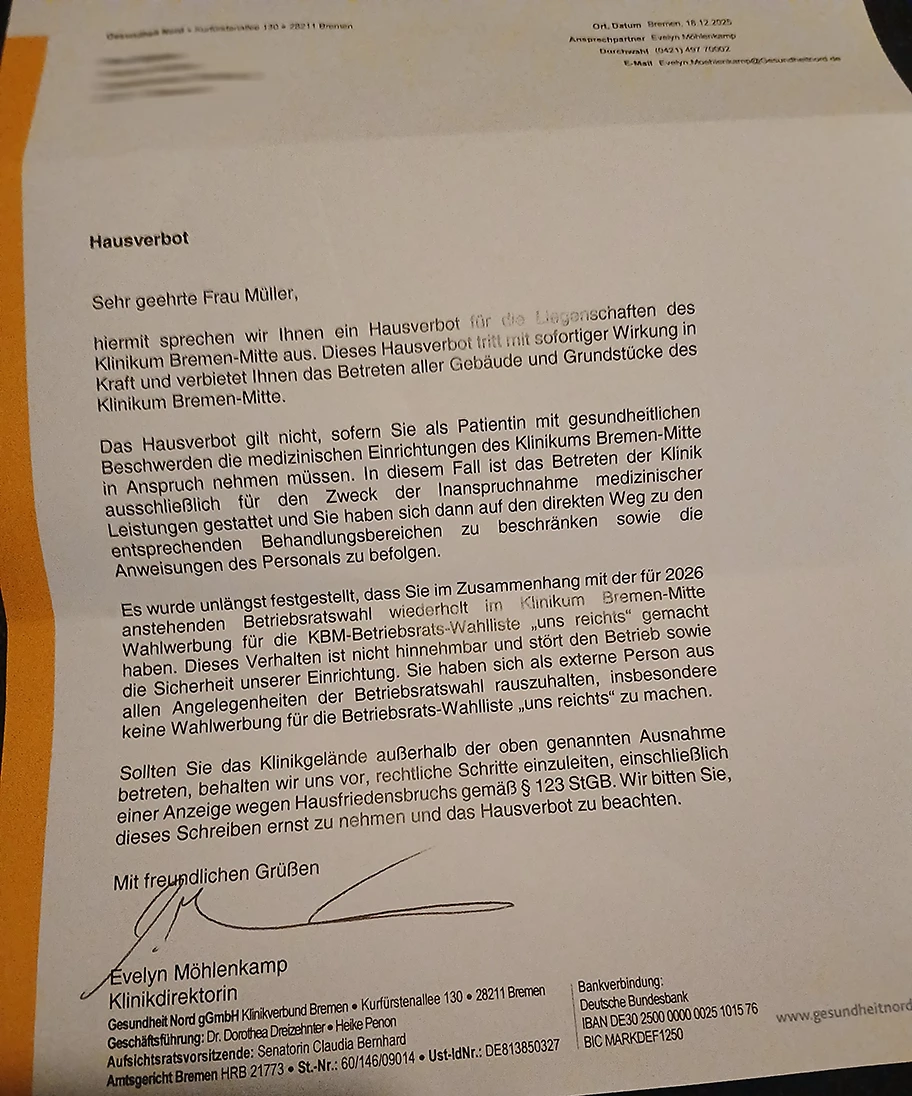 Gesundheit Nord • Kurfürstenallee 130 • 28211 Bremen
Ort, Datum Bremen, 16.12.2025
Ansprechpartner Evelyn Möhlenkamp
Durchwahl (0421) 497 70002
E-Mail Evelyn.Moehlenkamp@Gesundheitnord.de
Hausverbot
Sehr geehrte Frau Müller,
hiermit sprechen wir Ihnen ein Hausverbot für die Liegenschaften des
Klinikum Bremen-Mitte aus. Dieses Hausverbot tritt mit sofortiger Wirkung in
Kraft und verbietet Ihnen das Betreten aller Gebäude und Grundstücke des
Klinikum Bremen-Mitte.
Das Hausverbot gilt nicht, sofern Sie als Patientin mit gesundheitlichen
Beschwerden die medizinischen Einrichtungen des Klinikums Bremen-Mitte
in Anspruch nehmen müssen. In diesem Fall ist das Betreten der Klinik
ausschließlich für den Zweck der Inanspruchnahme medizinischer
Leistungen gestattet und Sie haben sich dann auf den direkten Weg zu den
entsprechenden Behandlungsbereichen zu beschränken sowie die
Anweisungen des Personals zu befolgen.
Es wurde unlängst festgestellt, dass Sie im Zusammenhang mit der für 2026
anstehenden Betriebsratswahl wiederholt im Klinikum Bremen-Mitte
Wahlwerbung für die KBM-Betriebsrats-Wahlliste „uns reichts“ gemacht
haben. Dieses Verhalten ist nicht hinnehmbar und stört den Betrieb sowie
die Sicherheit unserer Einrichtung. Sie haben sich als externe Person aus
allen Angelegenheiten der Betriebsratswahl rauszuhalten, insbesondere
keine Wahlwerbung für die Betriebsrats-Wahlliste „uns reichts“ zu machen.
Sollten Sie das Klinikgelände außerhalb der oben genannten Ausnahme
betreten, behalten wir uns vor, rechtliche Schritte einzuleiten, einschließlich
einer Anzeige wegen Hausfriedensbruchs gemäß § 123 StGB. Wir bitten Sie,
dieses Schreiben ernst zu nehmen und das Hausverbot zu beachten.
Mit freundlichen Grüßen
Evelyn Möhlenkamp
Klinikdirektorin
Gesundheit Nord gGmbH Klinikverbund Bremen • Kurfürstenallee 130 • 28211 Bremen
Geschäftsführung: Dr. Dorothea Dreizehnter • Heike Penon
Aufsichtsratsvorsitzende: Senatorin Claudia Bernhard
Amtsgericht Bremen HRB 21773 • St.-Nr.: 60/146/09014 • Ust-IdNr.: DE813850327
Bankverbindung:
Deutsche Bundesbank
IBAN DE30 2500 0000 0025 1015 76
BIC MARKDEF1250
www.gesundheitnord